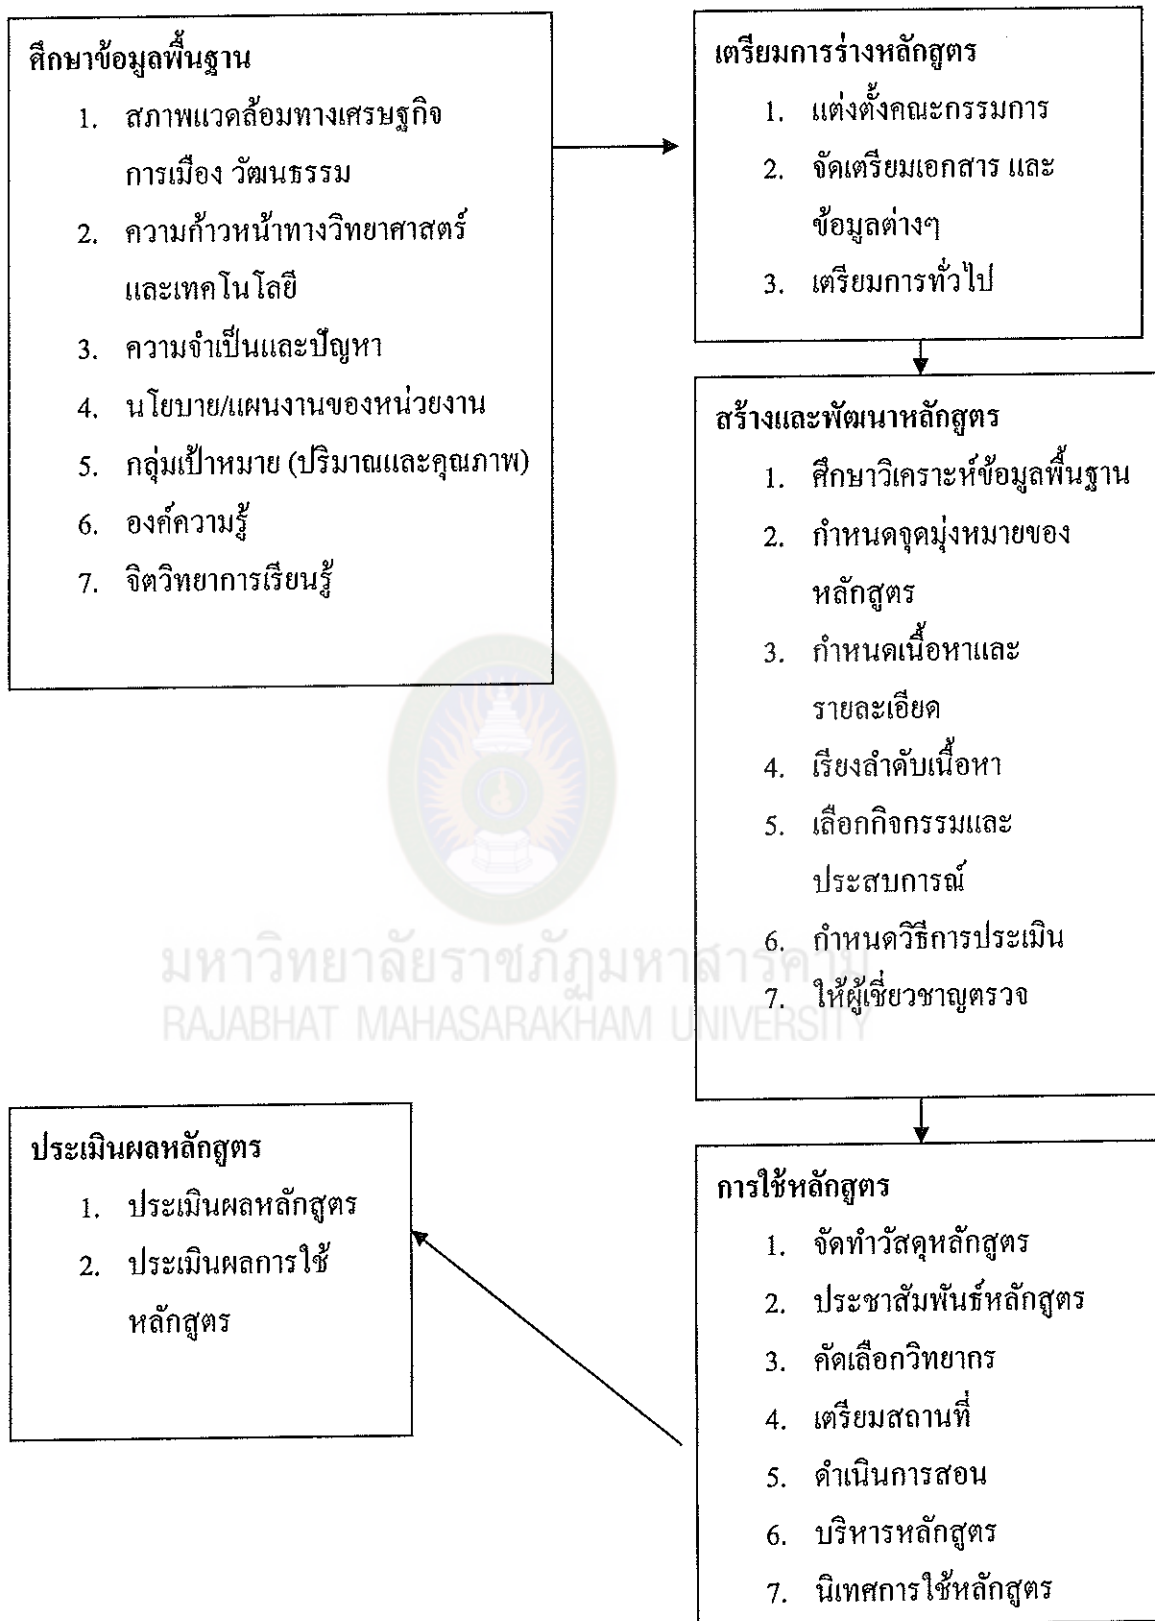 ศึกษาข้อมูลพื้นฐาน
1. สภาพแวดล้อมทางเศรษฐกิจ
การเมือง วัฒนธรรม
2. ความก้าวหน้าทางวิทยาศาสตร์
และเทคโนโลยี
3. ความจำเป็นและปัญหา
4. นโยบาย/แผนงานของหน่วยงาน
5. กลุ่มเป้าหมาย (ปริมาณและคุณภาพ)
6. องค์ความรู้
7. จิตวิทยาการเรียนรู้
เตรียมการร่างหลักสูตร
1. แต่งตั้งคณะกรรมการ
2. จัดเตรียมเอกสาร และ
ข้อมูลต่างๆ
3. เตรียมการทั่วไป
สร้างและพัฒนาหลักสูตร
1. ศึกษาวิเคราะห์ข้อมูลพื้นฐาน
2. กำหนดจุดมุ่งหมายของ
หลักสูตร
3. กำหนดเนื้อหาและ
รายละเอียด
4. เรียงลำดับเนื้อหา
5. เลือกกิจกรรมและ
ประสบการณ์
6. กำหนดวิธีการประเมิน
7. ให้ผู้เชี่ยวชาญตรวจ
มหาวิทยาลัยราชภัฏมหาสารคาม
RAJABHAT MAHASARAKHAM UNIVERSITY
การใช้หลักสูตร
1. จัดทำวัสดุหลักสูตร
2. ประชาสัมพันธ์หลักสูตร
3. คัดเลือกวิทยากร
4. เตรียมสถานที่
5. ดำเนินการสอน
6. บริหารหลักสูตร
7. นิเทศการใช้หลักสูตร
ประเมินผลหลักสูตร
1. ประเมินผลหลักสูตร
2. ประเมินผลการใช้
หลักสูตร